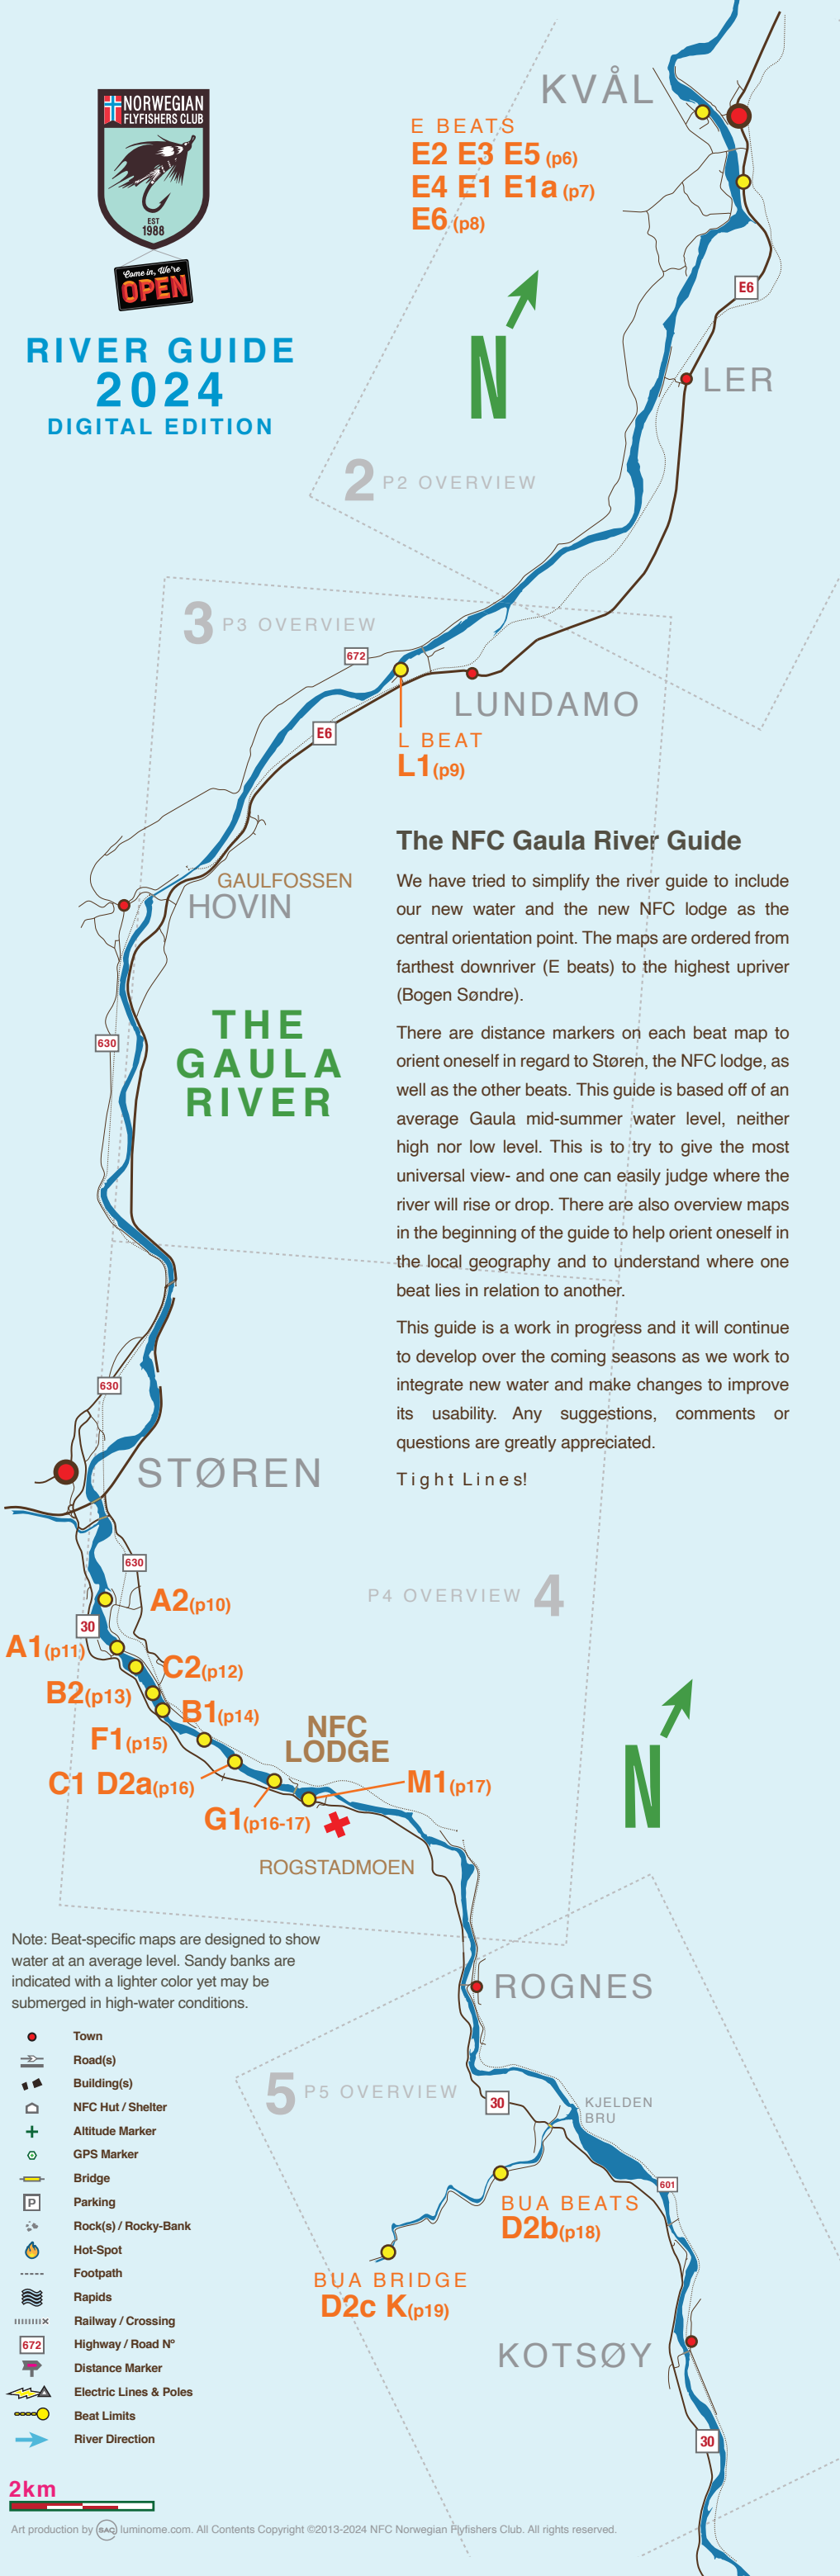 KVÅL
NORWEGIAN
FLYFISHERS CLUB
EST
1988
Come in, We're
OPEN
E BEATS
E2 E3 E5 (p6)
E4 E1 E1a (p7)
E6 (p8)
E6
RIVER GUIDE
2024
DIGITAL EDITION
N
LER
2 P2 OVERVIEW
3 P3 OVERVIEW
672
LUNDAMO
E6
L BEAT
L1(p9)
The NFC Gaula River Guide
We have tried to simplify the river guide to include
our new water and the new NFC lodge as the
central orientation point. The maps are ordered from
farthest downriver (E beats) to the highest upriver
(Bogen Søndre).
There are distance markers on each beat map to
orient oneself in regard to Støren, the NFC lodge, as
well as the other beats. This guide is based off of an
average Gaula mid-summer water level, neither
high nor low level. This is to try to give the most
universal view- and one can easily judge where the
river will rise or drop. There are also overview maps
in the beginning of the guide to help orient oneself in
the local geography and to understand where one
beat lies in relation to another.
This guide is a work in progress and it will continue
to develop over the coming seasons as we work to
integrate new water and make changes to improve
its usability. Any suggestions, comments or
questions are greatly appreciated.
Tight Lines!
GAULFOSSEN
HOVIN
630
THE
GAULA
RIVER
630
STØREN
630
P4 OVERVIEW 4
30
A2(p10)
A1(p11)
C2(p12)
B2(p13)
B1(p14)
F1(p15)
NFC
LODGE
C1 D2a(p16)
M1(p17)
G1(p16-17)
N
ROGSTADMOEN
Note: Beat-specific maps are designed to show
water at an average level. Sandy banks are
indicated with a lighter color yet may be
submerged in high-water conditions.
ROGNES
5 P5 OVERVIEW
30
KJELDEN
BRU
601
BUA BEATS
D2b(p18)
BUA BRIDGE
D2c K(p19)
KOTSØY
30
Town
Road(s)
Building(s)
NFC Hut / Shelter
Altitude Marker
GPS Marker
Bridge
P Parking
Rock(s) / Rocky-Bank
Hot-Spot
Footpath
Rapids
Railway / Crossing
672 Highway / Road Nº
Distance Marker
Electric Lines & Poles
Beat Limits
River Direction
2km
Art production by SAC luminome.com. All Contents Copyright ©2013-2024 NFC Norwegian Flyfishers Club. All rights reserved.